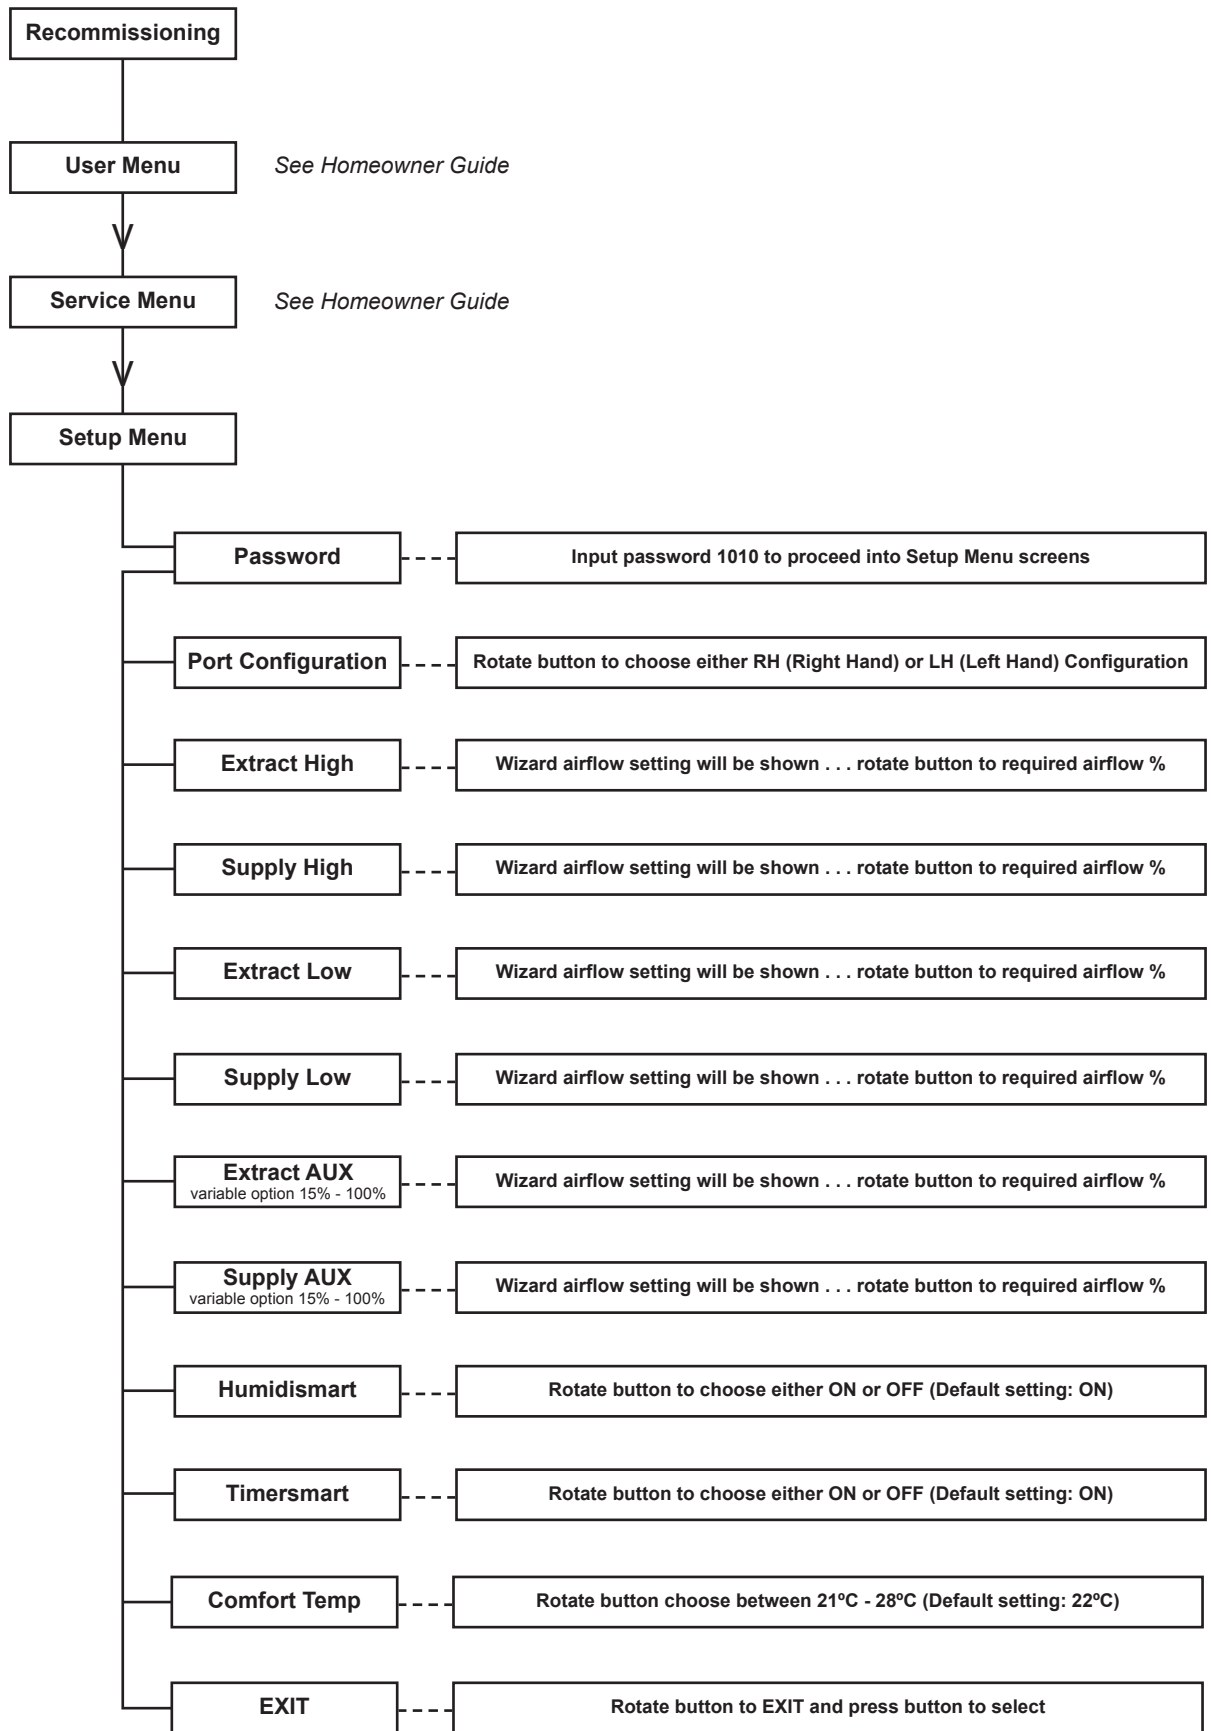 Recommissioning
User Menu
See Homeowner Guide
Service Menu
See Homeowner Guide
Setup Menu
Password
Input password 1010 to proceed into Setup Menu screens
Port Configuration
Rotate button to choose either RH (Right Hand) or LH (Left Hand) Configuration
Extract High
Wizard airflow setting will be shown . . . rotate button to required airflow %
Supply High
Wizard airflow setting will be shown . . . rotate button to required airflow %
Extract Low
Wizard airflow setting will be shown . . . rotate button to required airflow %
Supply Low
Wizard airflow setting will be shown . . . rotate button to required airflow %
Extract AUX
variable option 15% - 100%
Wizard airflow setting will be shown . . . rotate button to required airflow %
Supply AUX
variable option 15% - 100%
Wizard airflow setting will be shown . . . rotate button to required airflow %
Humidismart
Rotate button to choose either ON or OFF (Default setting: ON)
Timersmart
Rotate button to choose either ON or OFF (Default setting: ON)
Comfort Temp
Rotate button choose between 21ºC - 28ºC (Default setting: 22ºC)
EXIT
Rotate button to EXIT and press button to select